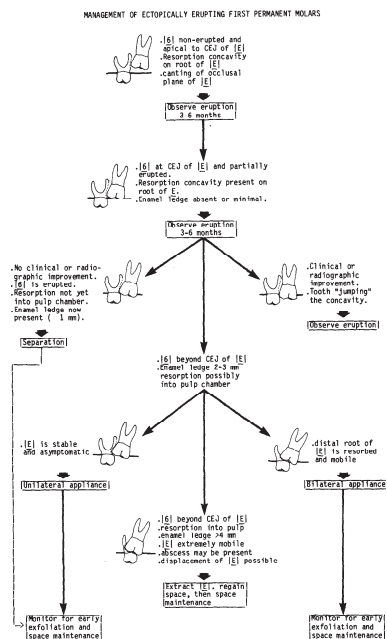 MANAGEMENT OF ECTOPICALLY ERUPTING FIRST PERMANENT MOLARS
.|6| non-erupted and
apical to CEJ of |E|
.Resorption concavity
on root of |E|
.canting of occlusal
plane of |E|
Observe eruption
3-6 months
.|6| at CEJ of |E| and partially
erupted.
.Resorption concavity present on
root of E.
.Enamel ledge absent or minimal.
Observe eruption
3-6 months
.No clinical or radio-
graphic improvement.
.|6| is erupted.
.Resorption not yet
into pulp chamber.
.Enamel ledge now
present ( 1 mm).
Separation
.Clinical or
radiographic
improvement.
.Tooth "jumping"
the concavity.
Observe eruption
.|6| beyond CEJ of |E|
.Enamel ledge 2-3 mm
resorption possibly
into pulp chamber
.|E| is stable
and asymptomatic
Unilateral appliance
.distal root of
|E| is resorbed
and mobile
Bilateral appliance
.|6| beyond CEJ of |E|
.resorption into pulp
.enamel ledge >4 mm
.|E| extremely mobile
.abscess may be present
.displacement of |E| possible
Extract |E|, regain
space, then space
maintenance
Monitor for early
exfoliation and
space maintenance
Monitor for early
exfoliation and
space maintenance